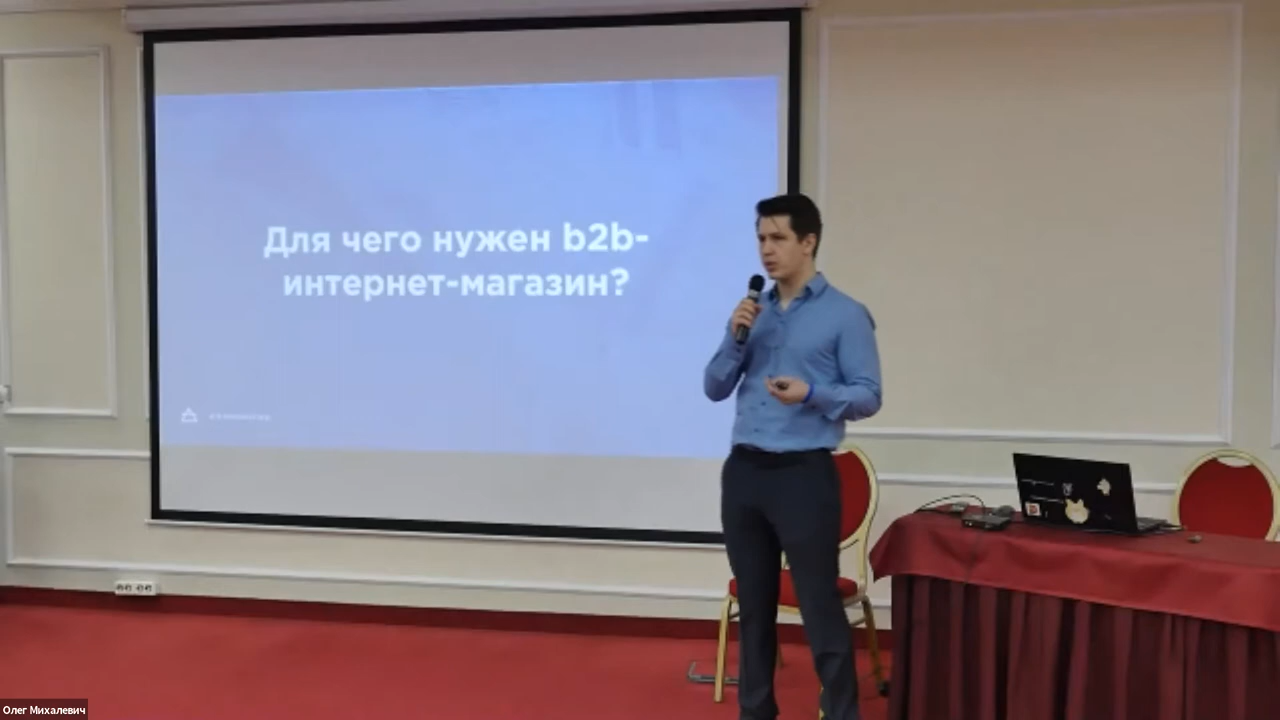 Для чего нужен b2b-
интернет-магазин?
Олег Михалевич